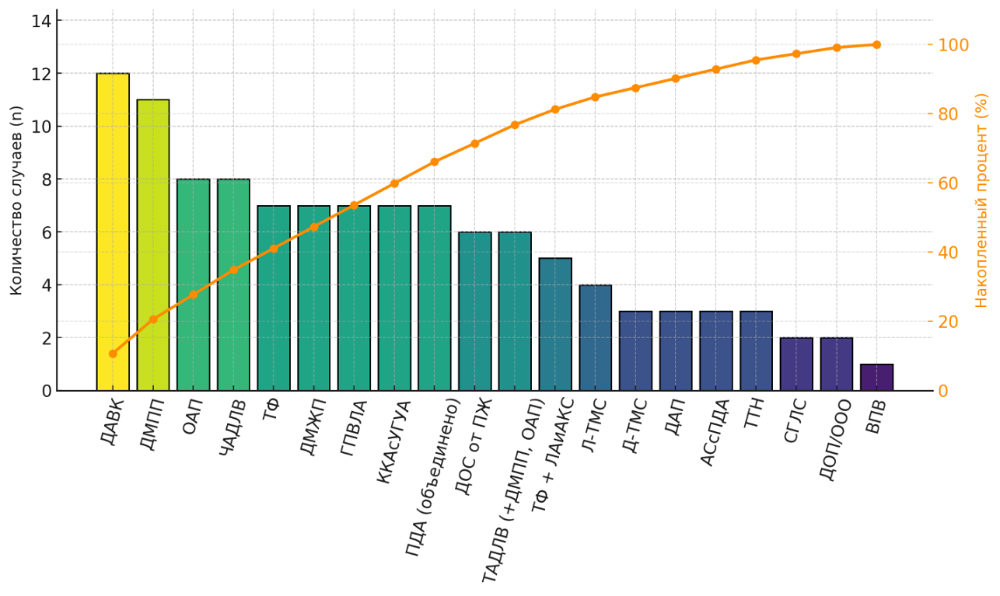 Количество случаев (n)
14
12
10
8
6
4
2
0
ДАВК
ДМПП
ОАП
ЧАДЛВ
ТФ
ДМЖП
ГПВЛА
ККАсУГУА
ПДА (объединено)
ДОС от ПЖ
ТАДЛВ (+ДМПП, ОАП)
ТФ + ЛАиАКС
Л-ТМС
Д-ТМС
ДАП
АСсПДА
ТТН
СГЛС
ДОП/ООО
ВПВ
100
80
60
40
20
0
Накопленный процент (%)